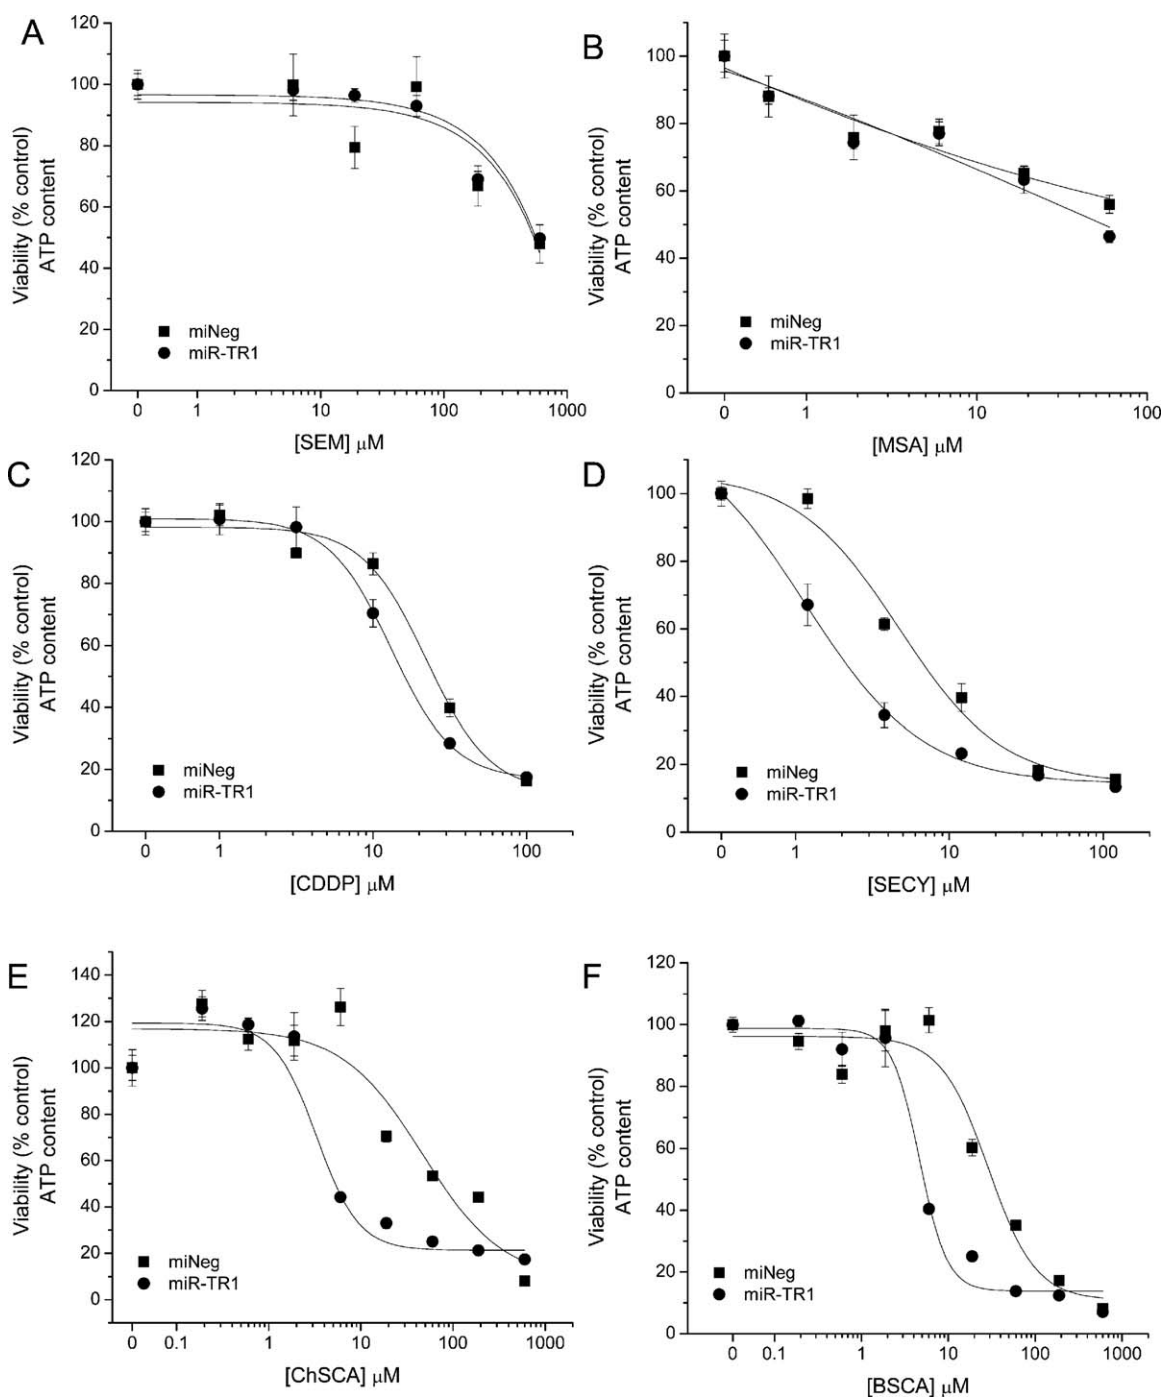 A
120
100
80
60
40
20
0
Viability (% control)
ATP content
miNeg
miR-TR1
0 1 10 100 1000
[SEM] μM
B
100
80
60
40
20
0
Viability (% control)
ATP content
miNeg
miR-TR1
0 1 10 100
[MSA] μM
C
120
100
80
60
40
20
0
Viability (% control)
ATP content
miNeg
miR-TR1
0 1 10 100
[CDDP] μM
D
100
80
60
40
20
0
Viability (% control)
ATP content
miNeg
miR-TR1
0 1 10 100
[SECY] μM
E
140
120
100
80
60
40
20
0
Viability (% control)
ATP content
miNeg
miR-TR1
0 0.1 1 10 100 1000
[ChSCA] μM
F
120
100
80
60
40
20
0
Viability (% control)
ATP content
miNeg
miR-TR1
0 0.1 1 10 100 1000
[BSCA] μM